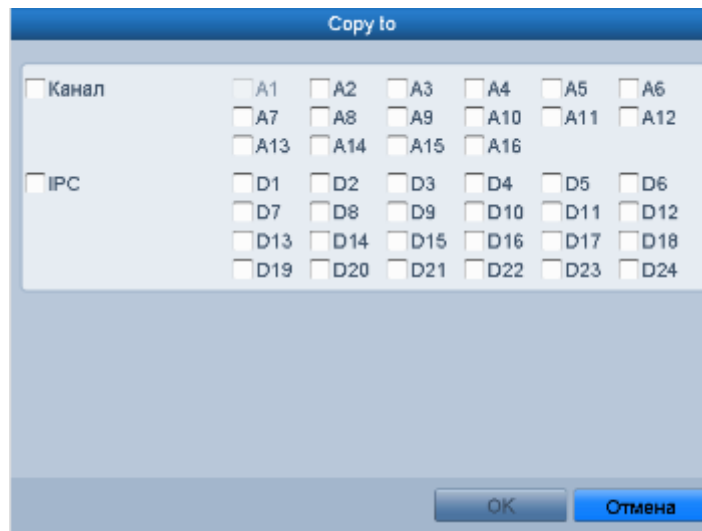 Copy to
Канал A1 A2 A3 A4 A5 A6
A7 A8 A9 A10 A11 A12
A13 A14 A15 A16
IPC D1 D2 D3 D4 D5 D6
D7 D8 D9 D10 D11 D12
D13 D14 D15 D16 D17 D18
D19 D20 D21 D22 D23 D24
OK Отмена